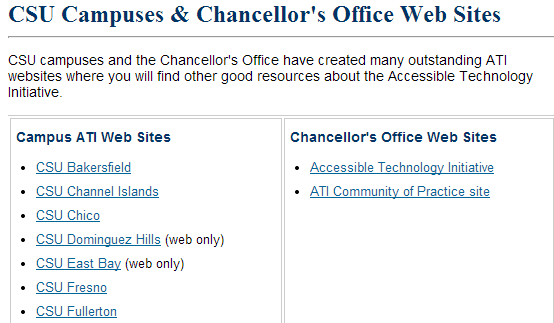 CSU Campuses & Chancellor's Office Web Sites
CSU campuses and the Chancellor's Office have created many outstanding ATI
websites where you will find other good resources about the Accessible Technology
Initiative.
Campus ATI Web Sites
CSU Bakersfield
CSU Channel Islands
CSU Chico
CSU Dominguez Hills (web only)
CSU East Bay (web only)
CSU Fresno
CSU Fullerton
Chancellor's Office Web Sites
Accessible Technology Initiative
ATI Community of Practice site